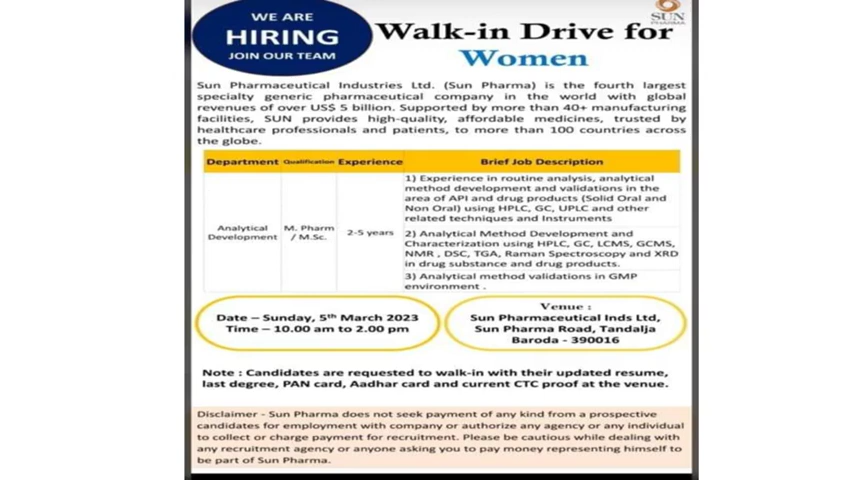 WE ARE
HIRING
JOIN OUR TEAM
SUN
PHARMA
Walk-in Drive for
Women
Sun Pharmaceutical Industries Ltd. (Sun Pharma) is the fourth largest
specialty generic pharmaceutical company in the world with global
revenues of over US$ 5 billion. Supported by more than 40+ manufacturing
facilities, SUN provides high-quality, affordable medicines, trusted by
healthcare professionals and patients, to more than 100 countries across
the globe.
Department Qualification Experience Brief Job Description
Analytical
Development
M. Pharm
/ M.Sc.
2-5 years
1) Experience in routine analysis, analytical
method development and validations in the
area of API and drug products (Solid Oral and
Non Oral) using HPLC, GC, UPLC and other
related techniques and Instruments
2) Analytical Method Development and
Characterization using HPLC, GC, LCMS, GCMS,
NMR , DSC, TGA, Raman Spectroscopy and XRD
in drug substance and drug products.
3) Analytical method validations in GMP
environment .
Date – Sunday, 5th March 2023
Time – 10.00 am to 2.00 pm
Venue :
Sun Pharmaceutical Inds Ltd,
Sun Pharma Road, Tandalja
Baroda - 390016
Note : Candidates are requested to walk-in with their updated resume,
last degree, PAN card, Aadhar card and current CTC proof at the venue.
Disclaimer - Sun Pharma does not seek payment of any kind from a prospective
candidates for employment with company or authorize any agency or any individual
to collect or charge payment for recruitment. Please be cautious while dealing with
any recruitment agency or anyone asking you to pay money representing himself to
be part of Sun Pharma.